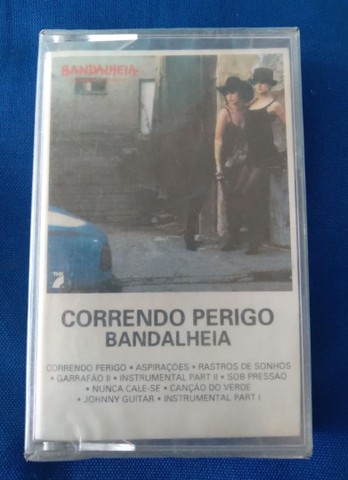 BANDALHEIA
CORRENDO PERIGO
BANDALHEIA
CORRENDO PERIGO • ASPIRAÇÕES • RASTROS DE SONHOS
• GARRAFÃO II • INSTRUMENTAL PART II • SOB PRESSÃO
• NUNCA CALE-SE • CANÇÃO DO VERDE
• JOHNNY GUITAR • INSTRUMENTAL PART I